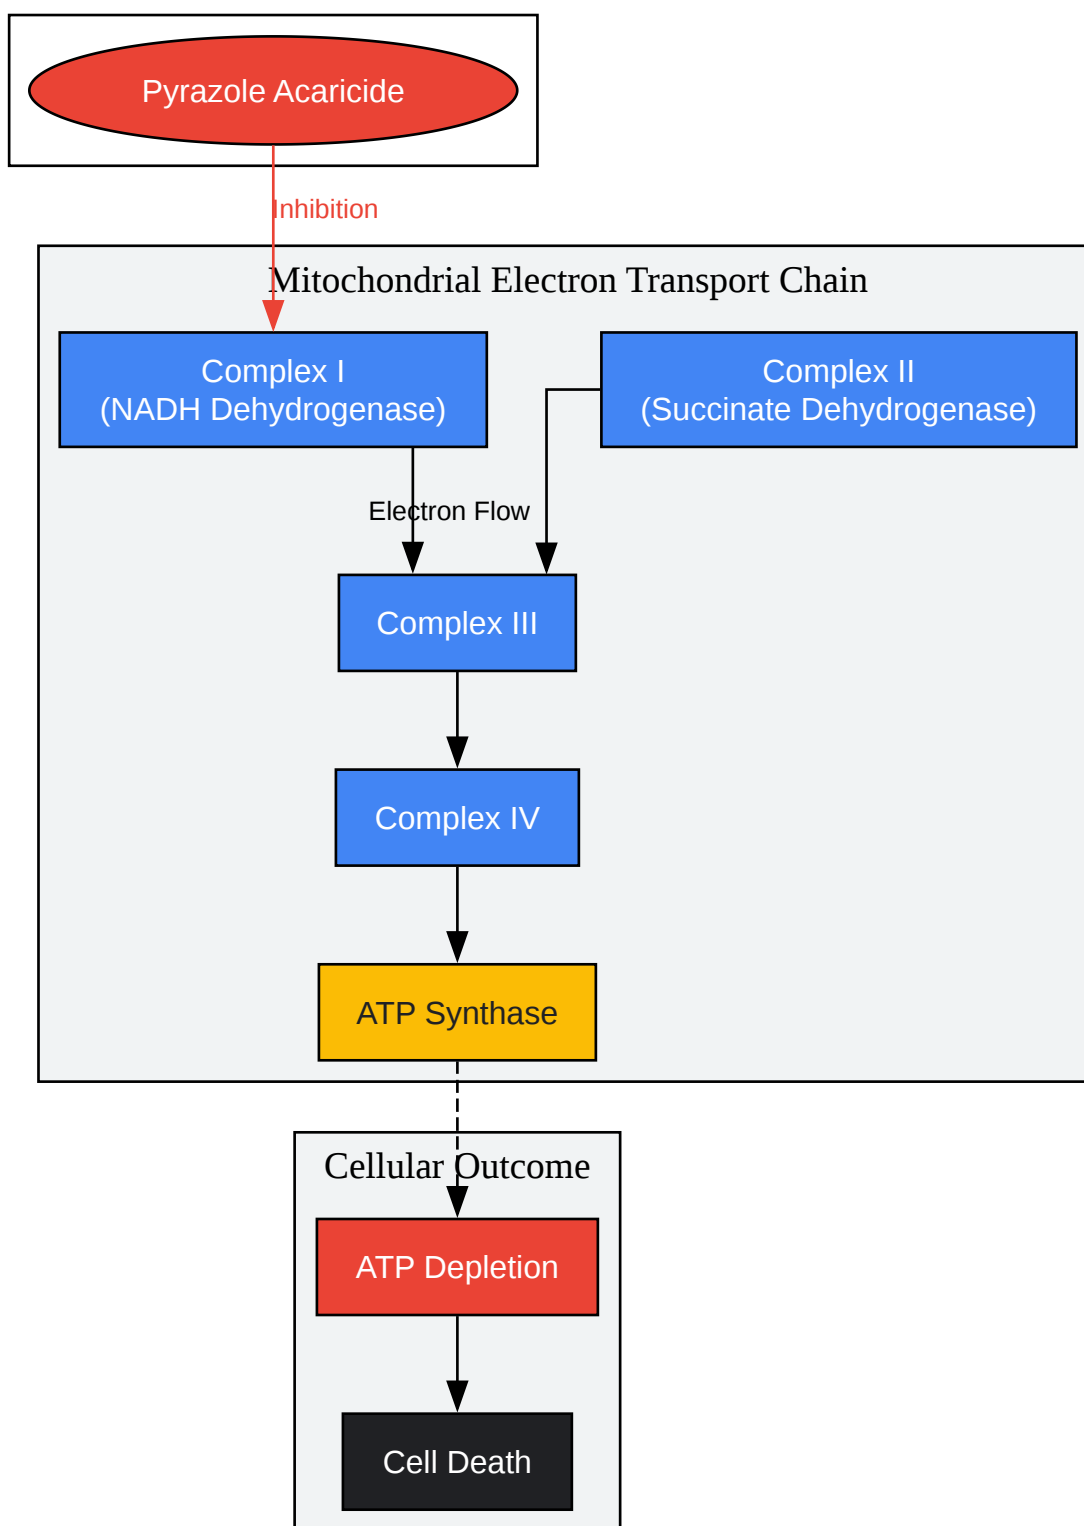 Pyrazole Acaricide
Inhibition
Mitochondrial Electron Transport Chain
Complex I
(NADH Dehydrogenase)
Complex II
(Succinate Dehydrogenase)
Electron Flow
Complex III
Complex IV
ATP Synthase
Cellular Outcome
ATP Depletion
Cell Death